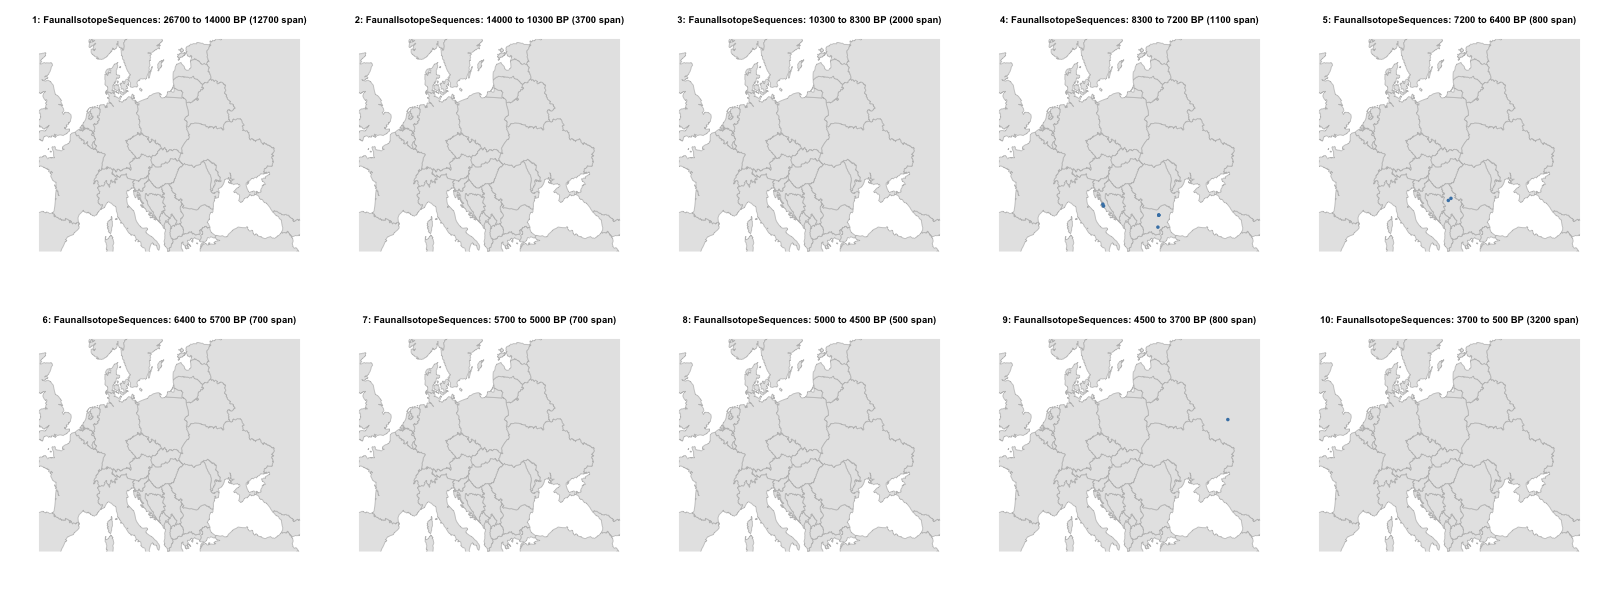 1: FaunalIsotopeSequences: 26700 to 14000 BP (12700 span)
2: FaunalIsotopeSequences: 14000 to 10300 BP (3700 span)
3: FaunalIsotopeSequences: 10300 to 8300 BP (2000 span)
4: FaunalIsotopeSequences: 8300 to 7200 BP (1100 span)
5: FaunalIsotopeSequences: 7200 to 6400 BP (800 span)
6: FaunalIsotopeSequences: 6400 to 5700 BP (700 span)
7: FaunalIsotopeSequences: 5700 to 5000 BP (700 span)
8: FaunalIsotopeSequences: 5000 to 4500 BP (500 span)
9: FaunalIsotopeSequences: 4500 to 3700 BP (800 span)
10: FaunalIsotopeSequences: 3700 to 500 BP (3200 span)